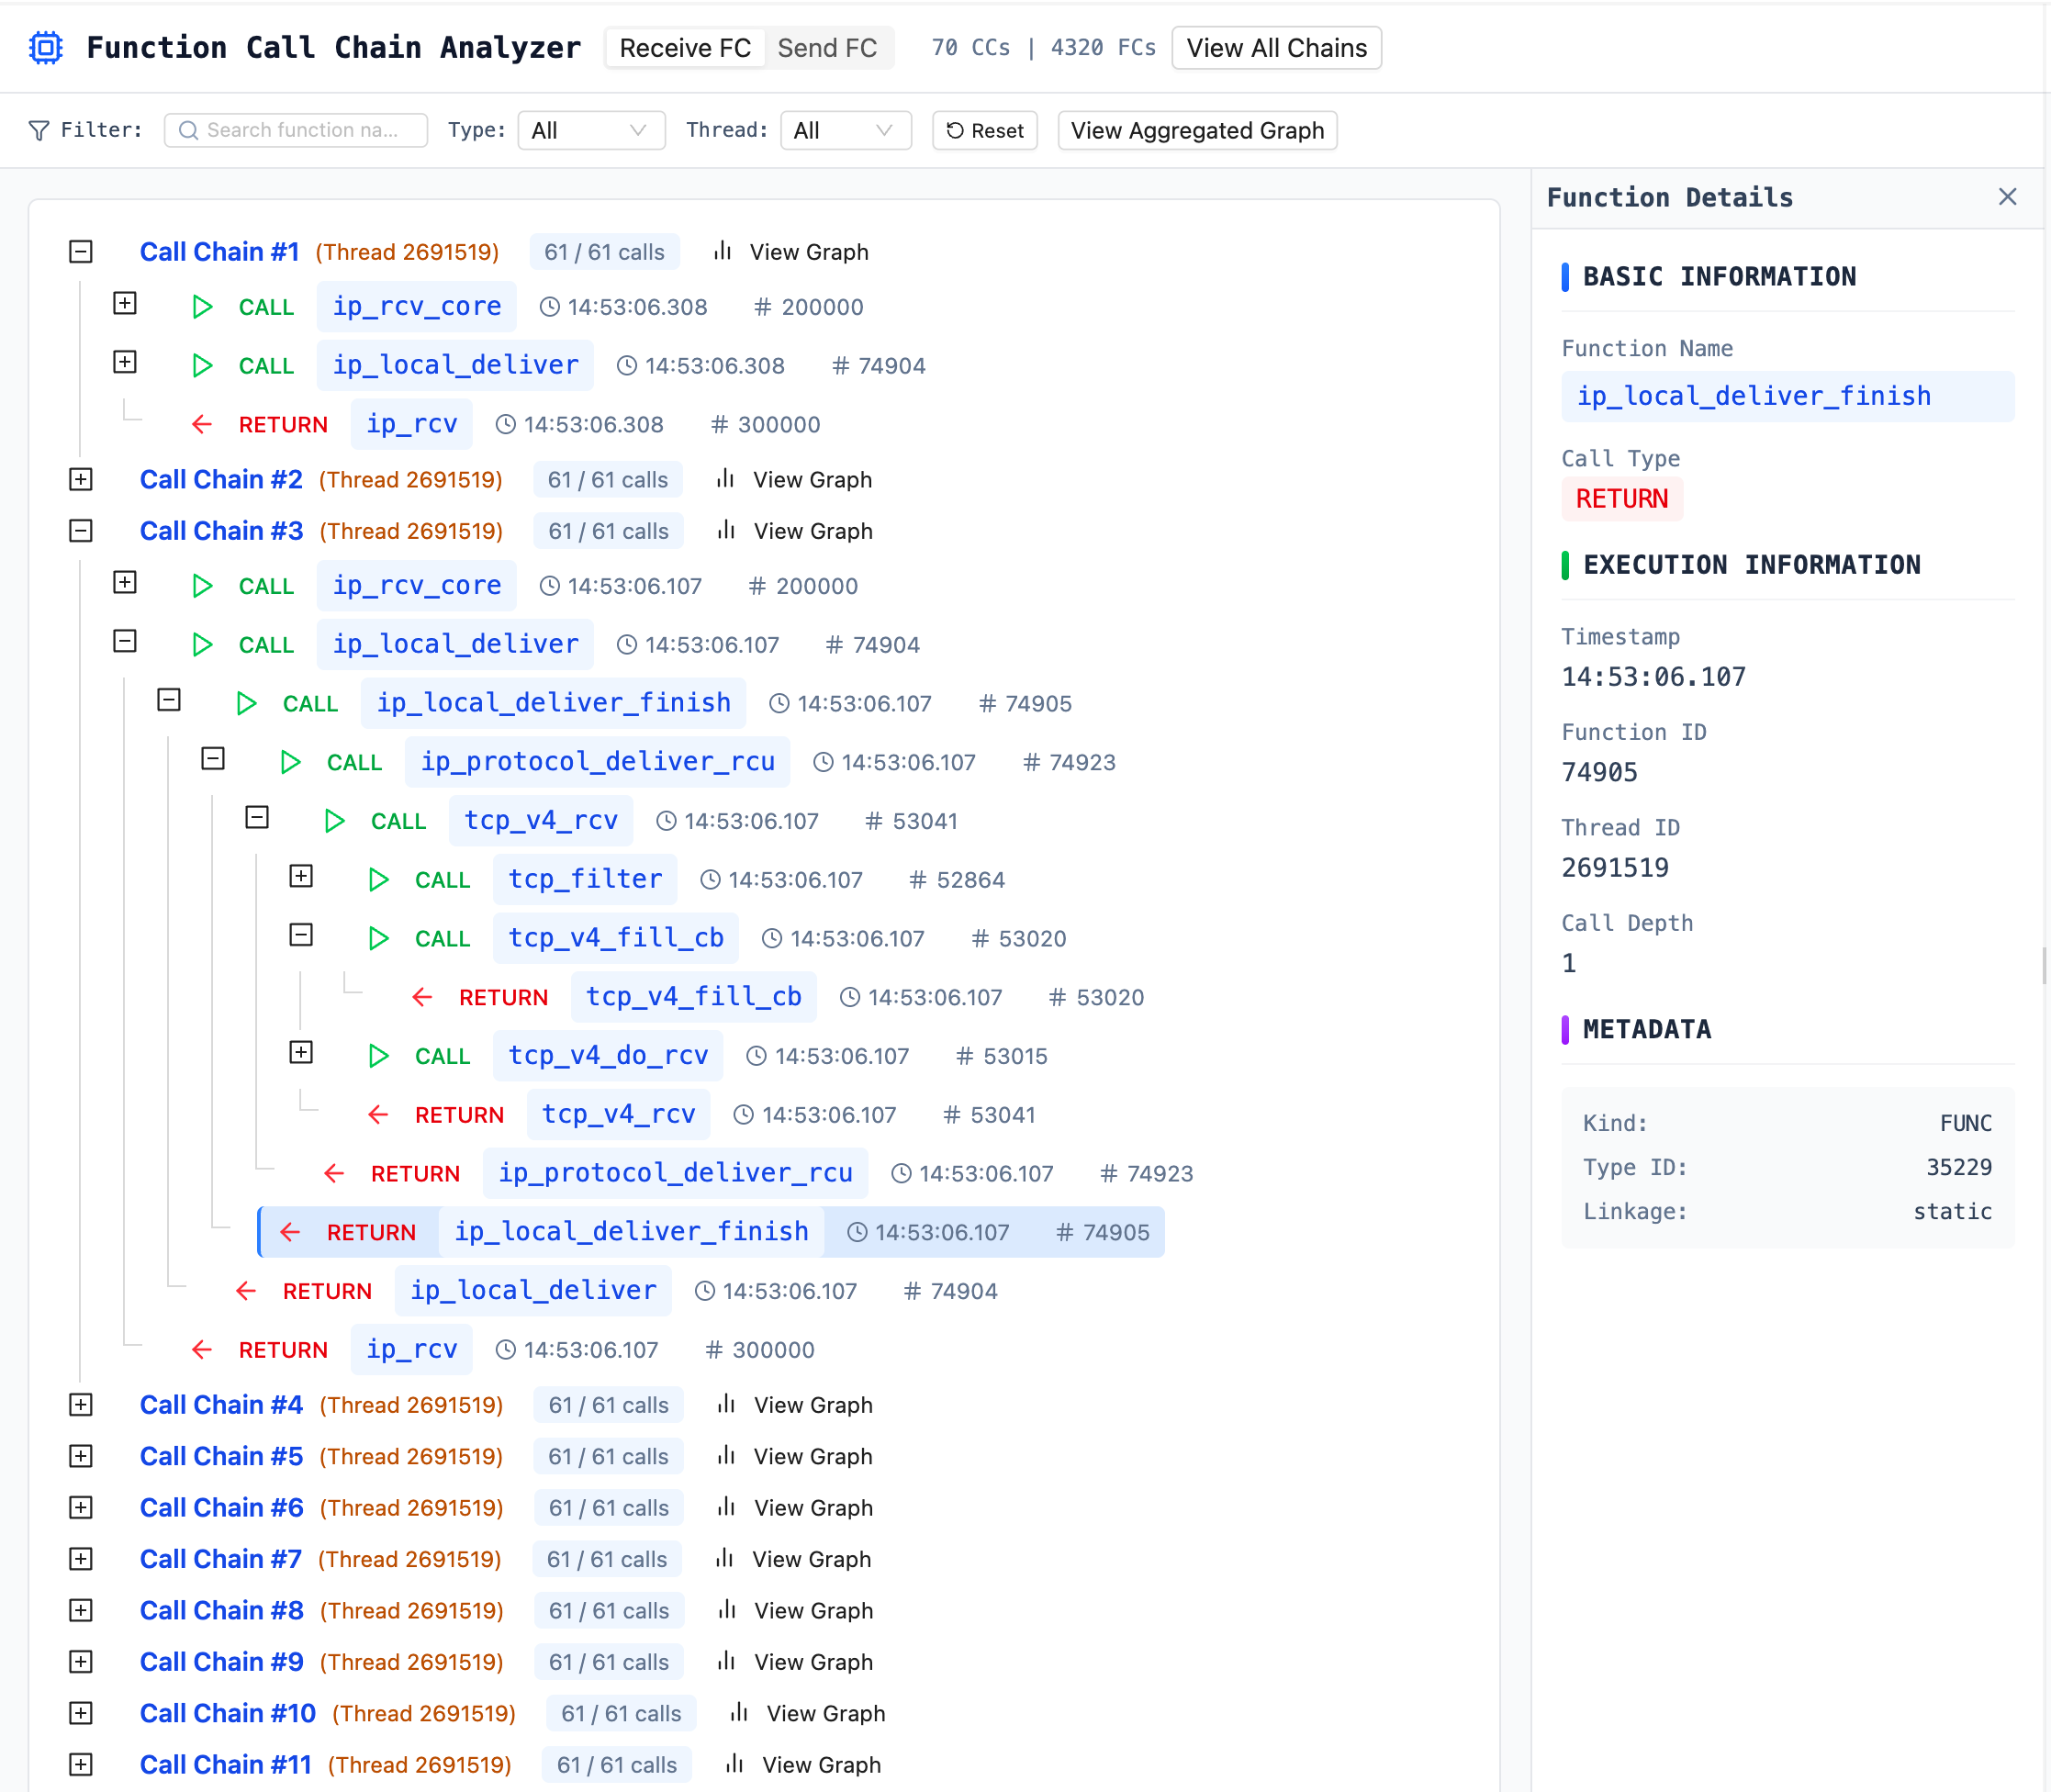 Function Call Chain Analyzer Receive FC Send FC 70 CCs | 4320 FCs View All Chains
Filter: Search function na... Type: All Thread: All Reset View Aggregated Graph
Call Chain #1 (Thread 2691519) 61 / 61 calls View Graph
CALL ip_rcv_core 14:53:06.308 # 200000
CALL ip_local_deliver 14:53:06.308 # 74904
RETURN ip_rcv 14:53:06.308 # 300000
Call Chain #2 (Thread 2691519) 61 / 61 calls View Graph
Call Chain #3 (Thread 2691519) 61 / 61 calls View Graph
CALL ip_rcv_core 14:53:06.107 # 200000
CALL ip_local_deliver 14:53:06.107 # 74904
CALL ip_local_deliver_finish 14:53:06.107 # 74905
CALL ip_protocol_deliver_rcu 14:53:06.107 # 74923
CALL tcp_v4_rcv 14:53:06.107 # 53041
CALL tcp_filter 14:53:06.107 # 52864
CALL tcp_v4_fill_cb 14:53:06.107 # 53020
RETURN tcp_v4_fill_cb 14:53:06.107 # 53020
CALL tcp_v4_do_rcv 14:53:06.107 # 53015
RETURN tcp_v4_rcv 14:53:06.107 # 53041
RETURN ip_protocol_deliver_rcu 14:53:06.107 # 74923
RETURN ip_local_deliver_finish 14:53:06.107 # 74905
RETURN ip_local_deliver 14:53:06.107 # 74904
RETURN ip_rcv 14:53:06.107 # 300000
Call Chain #4 (Thread 2691519) 61 / 61 calls View Graph
Call Chain #5 (Thread 2691519) 61 / 61 calls View Graph
Call Chain #6 (Thread 2691519) 61 / 61 calls View Graph
Call Chain #7 (Thread 2691519) 61 / 61 calls View Graph
Call Chain #8 (Thread 2691519) 61 / 61 calls View Graph
Call Chain #9 (Thread 2691519) 61 / 61 calls View Graph
Call Chain #10 (Thread 2691519) 61 / 61 calls View Graph
Call Chain #11 (Thread 2691519) 61 / 61 calls View Graph
Function Details
BASIC INFORMATION
Function Name
ip_local_deliver_finish
Call Type
RETURN
EXECUTION INFORMATION
Timestamp
14:53:06.107
Function ID
74905
Thread ID
2691519
Call Depth
1
METADATA
Kind: FUNC
Type ID: 35229
Linkage: static